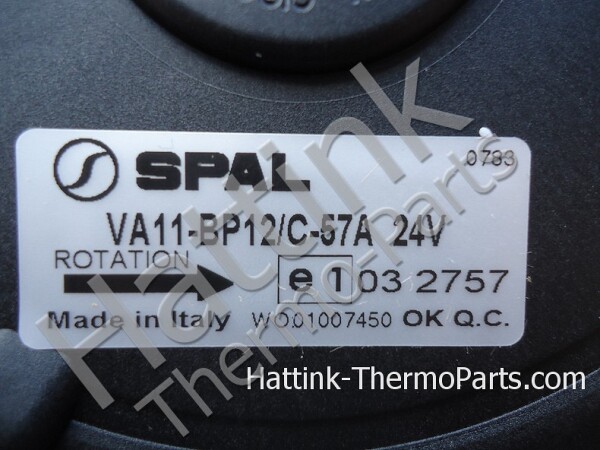 SPAL 0783
VA11-BP12/C-57A 24V
ROTATION
e 1 03 2757
Made in Italy WO01007450 OK Q.C.
Hattink
Thermo-Parts.com
Hattink-ThermoParts.com